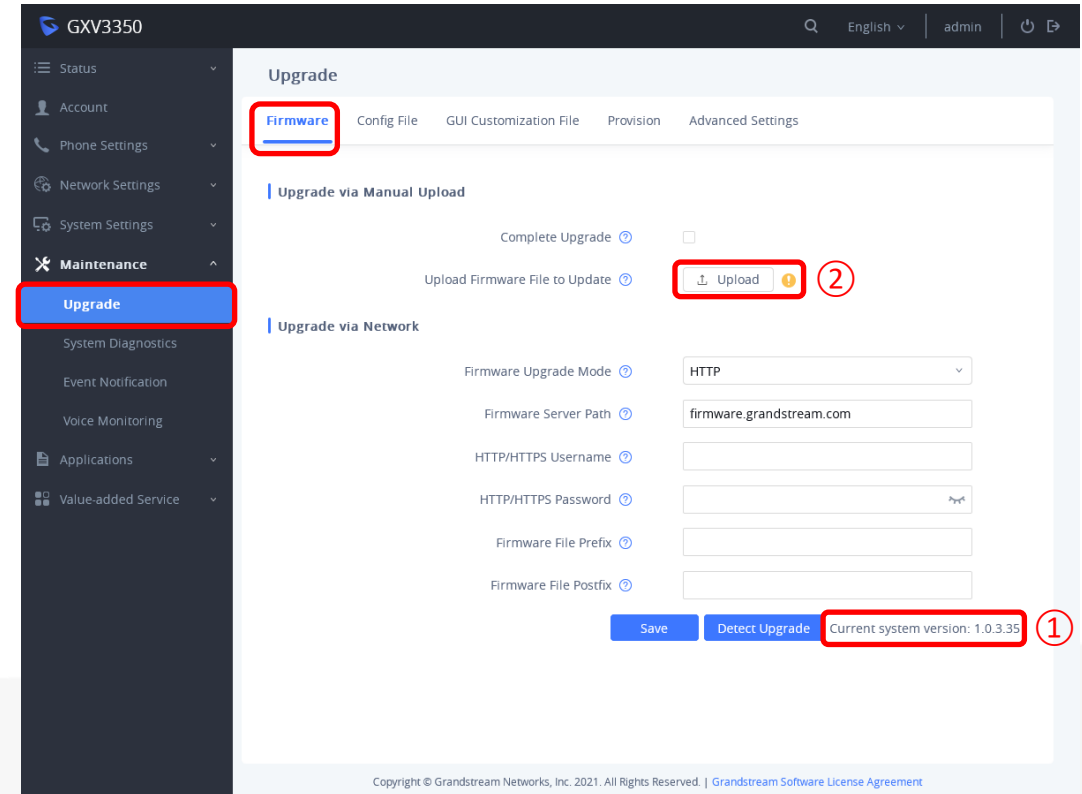 GXV3350
English
admin
Status
Account
Phone Settings
Network Settings
System Settings
Maintenance
Upgrade
System Diagnostics
Event Notification
Voice Monitoring
Applications
Value-added Service
Upgrade
Firmware Config File GUI Customization File Provision Advanced Settings
Upgrade via Manual Upload
Complete Upgrade
Upload Firmware File to Update Upload ②
Upgrade via Network
Firmware Upgrade Mode HTTP
Firmware Server Path firmware.grandstream.com
HTTP/HTTPS Username
HTTP/HTTPS Password
Firmware File Prefix
Firmware File Postfix
Save Detect Upgrade Current system version: 1.0.3.35 ①
Copyright © Grandstream Networks, Inc. 2021. All Rights Reserved. | Grandstream Software License Agreement